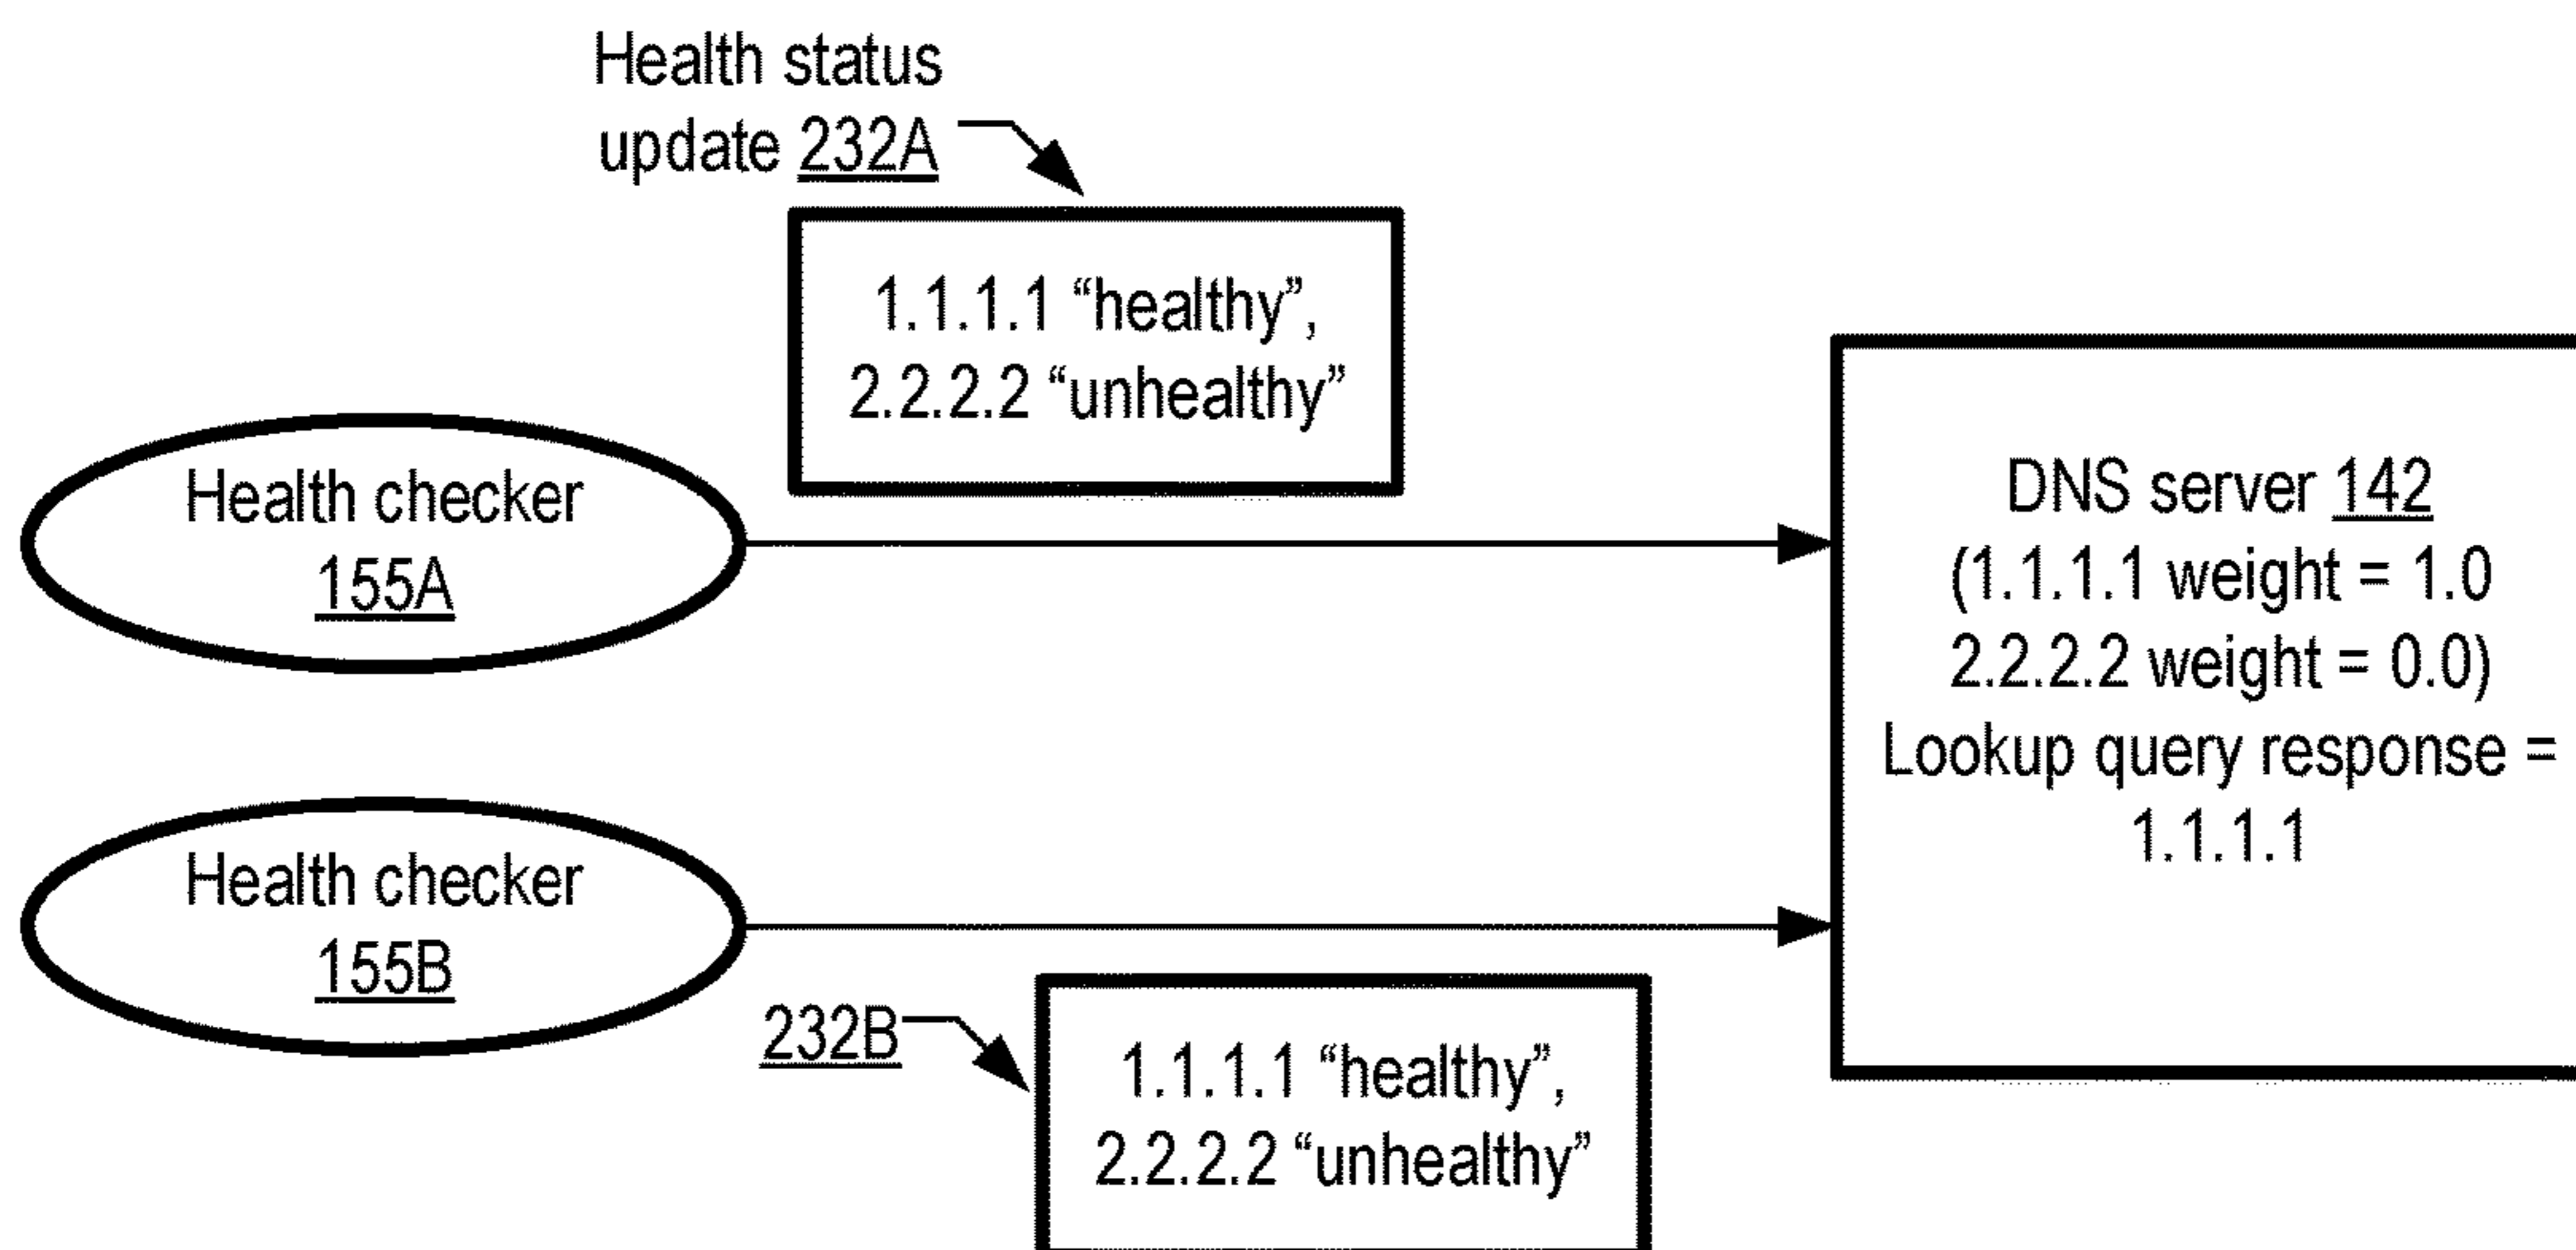 Health status
update 232A
1.1.1.1 “healthy”,
2.2.2.2 “unhealthy”
Health checker
155A
DNS server 142
(1.1.1.1 weight = 1.0
2.2.2.2 weight = 0.0)
Lookup query response =
1.1.1.1
Health checker
155B
232B
1.1.1.1 “healthy”,
2.2.2.2 “unhealthy”